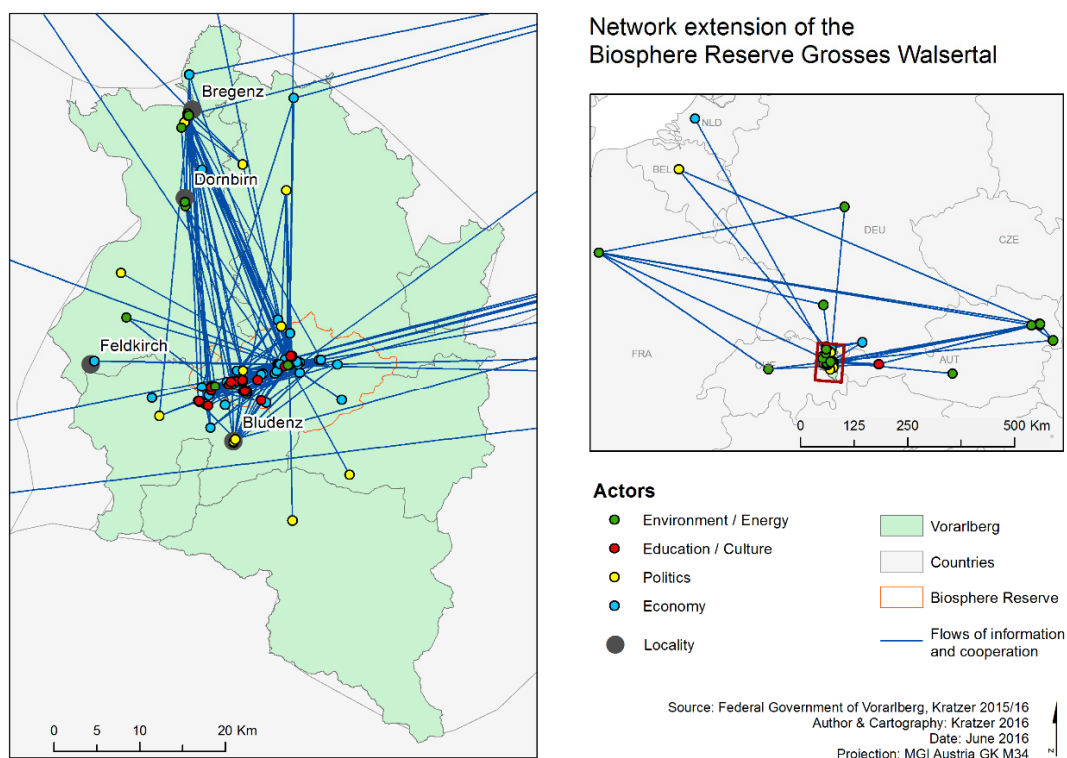 Network extension of the
Biosphere Reserve Grosses Walsertal
Bregenz
Dornbirn
Feldkirch
Bludenz
0 5 10 20 Km
NLD
BEL
DEU
CZE
FRA
AUT
0 125 250 500 Km
Actors
Environment / Energy
Education / Culture
Politics
Economy
Locality
Vorarlberg
Countries
Biosphere Reserve
Flows of information
and cooperation
Source: Federal Government of Vorarlberg, Kratzer 2015/16
Author & Cartography: Kratzer 2016
Date: June 2016
Projection: MGI Austria GK M34
N